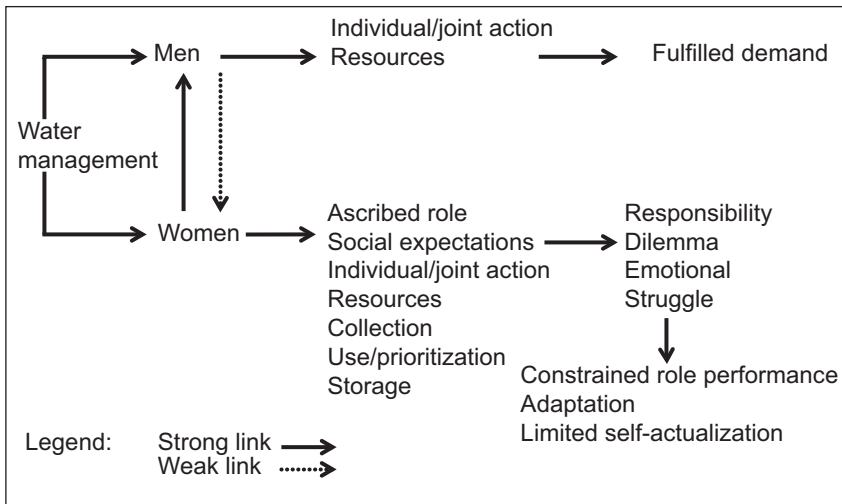 Men
Individual/joint action
Resources
Fulfilled demand
Water
management
Women
Ascribed role
Social expectations
Individual/joint action
Resources
Collection
Use/prioritization
Storage
Responsibility
Dilemma
Emotional
Struggle
Constrained role performance
Adaptation
Limited self-actualization
Legend:
Strong link
Weak link